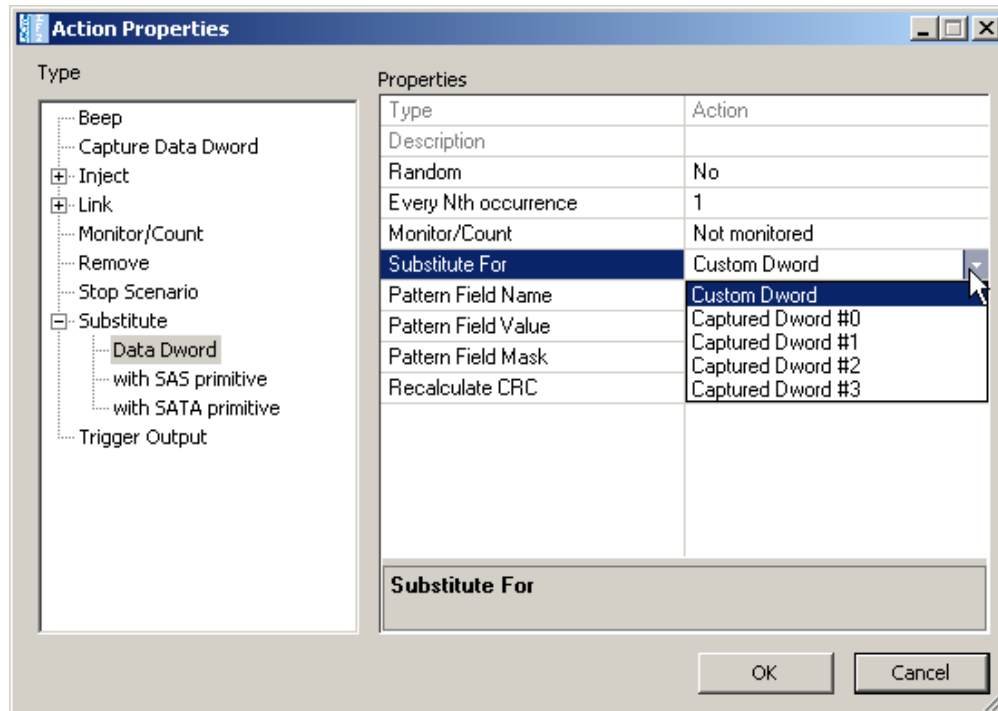 Action Properties
Type
Beep
Capture Data Dword
Inject
Link
Monitor/Count
Remove
Stop Scenario
Substitute
Data Dword
with SAS primitive
with SATA primitive
Trigger Output
Properties
Type Action
Description
Random No
Every Nth occurrence 1
Monitor/Count Not monitored
Substitute For Custom Dword
Pattern Field Name Custom Dword
Captured Dword #0
Pattern Field Value Captured Dword #1
Pattern Field Mask Captured Dword #2
Recalculate CRC Captured Dword #3
Substitute For
OK Cancel